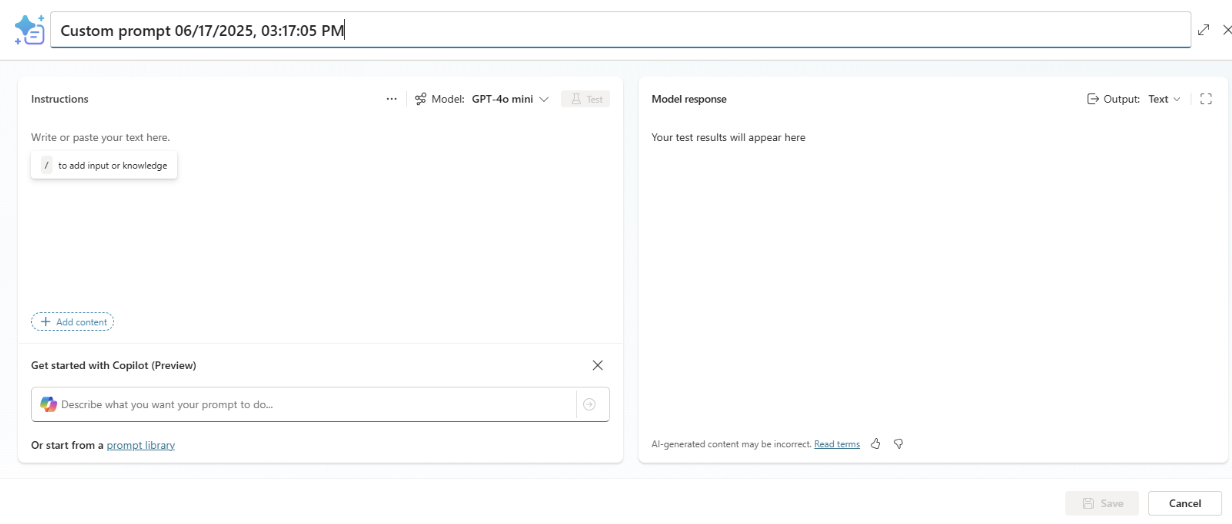 Custom prompt 06/17/2025, 03:17:05 PM
Instructions
Model: GPT-4o mini
Test
Write or paste your text here.
/ to add input or knowledge
Add content
Get started with Copilot (Preview)
Describe what you want your prompt to do...
Or start from a prompt library
Model response
Output: Text
Your test results will appear here
AI-generated content may be incorrect. Read terms
Save
Cancel